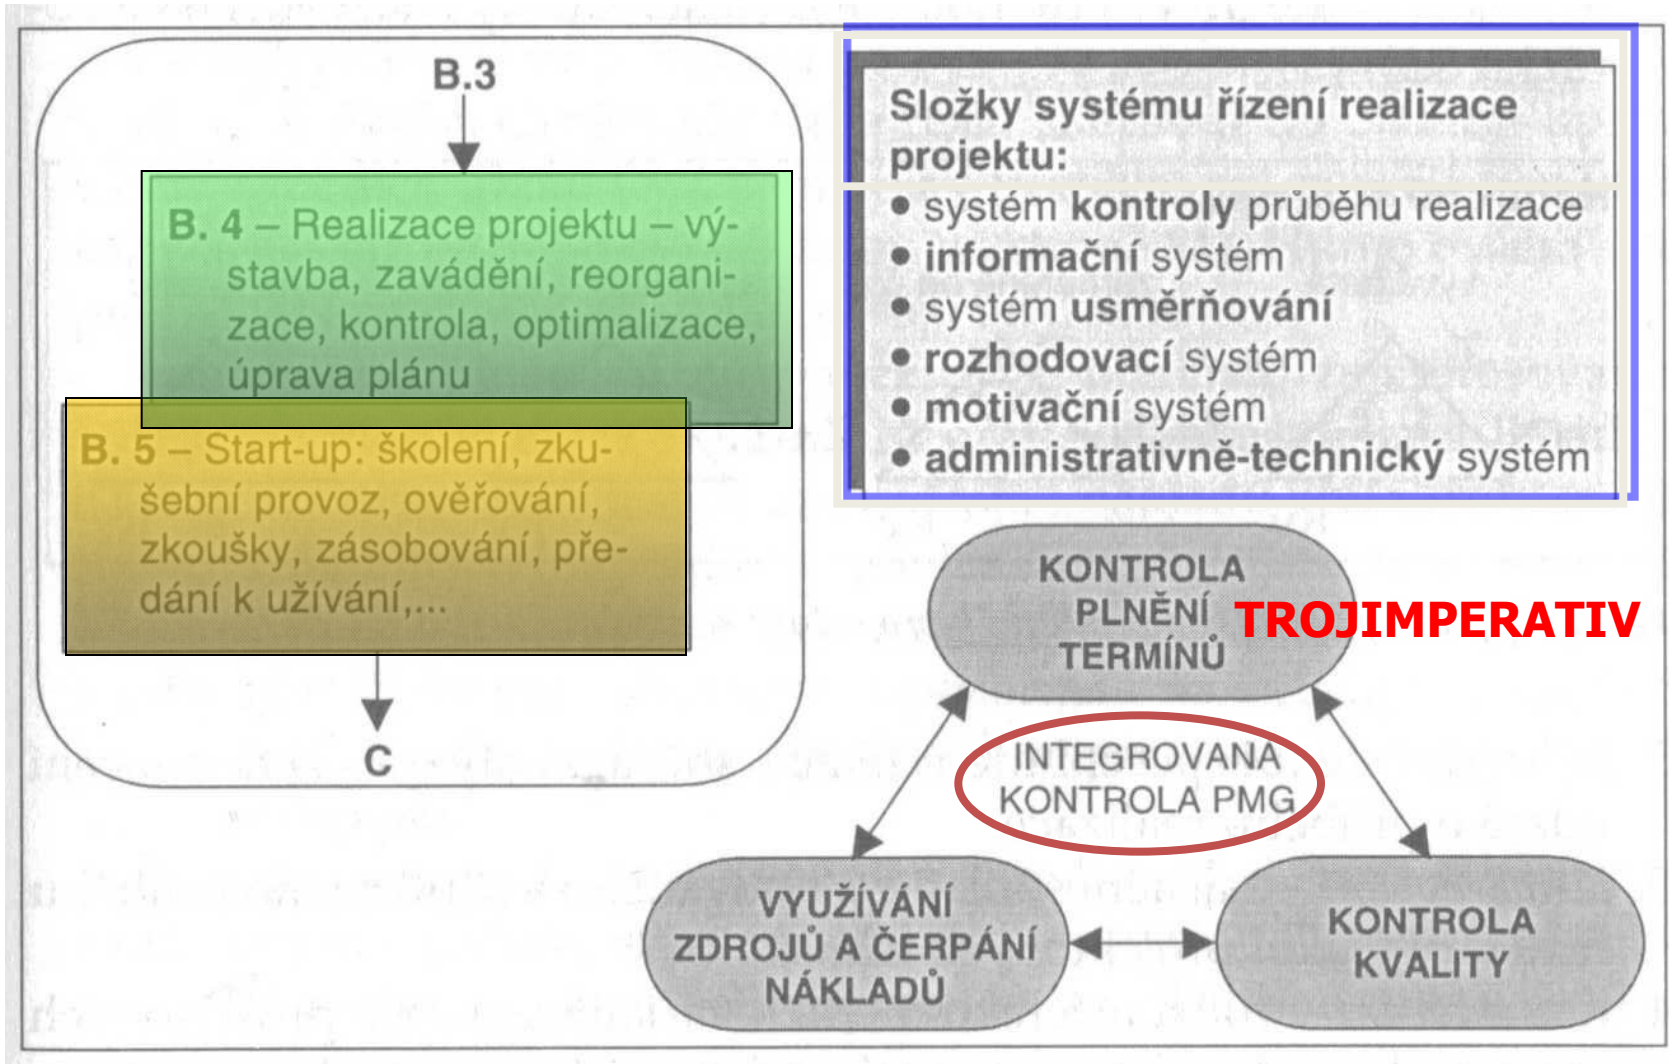 B.3
B. 4 – Realizace projektu – vý-
stavba, zavádění, reorgani-
zace, kontrola, optimalizace,
úprava plánu
B. 5 – Start-up: školení, zku-
šební provoz, ověřování,
zkoušky, zásobování, pře-
dání k užívání,...
C
Složky systému řízení realizace
projektu:
• systém kontroly průběhu realizace
• informační systém
• systém usměrňování
• rozhodovací systém
• motivační systém
• administrativně-technický systém
KONTROLA
PLNĚNÍ
TERMÍNŮ
TROJIMPERATIV
INTEGROVANA
KONTROLA PMG
VYUŽÍVÁNÍ
ZDROJŮ A ČERPÁNÍ
NÁKLADŮ
KONTROLA
KVALITY